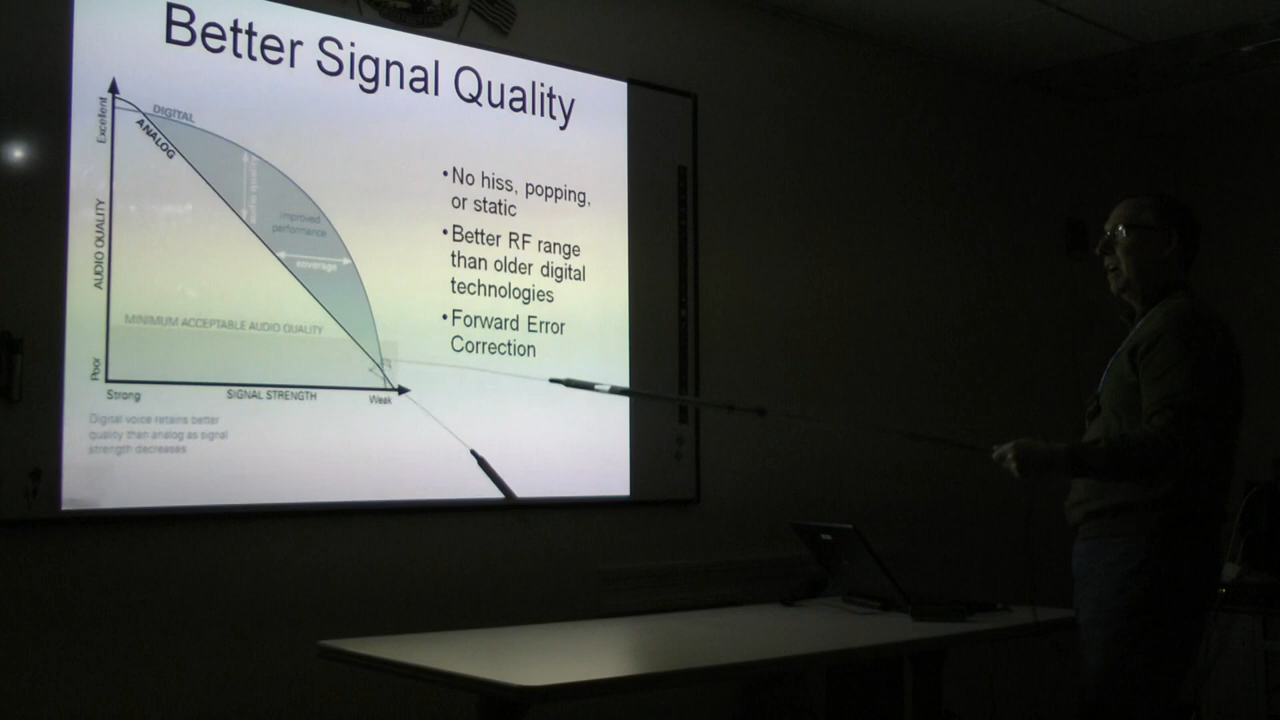 Better Signal Quality
Excellent
DIGITAL
ANALOG
AUDIO QUALITY
improved
performance
coverage
MINIMUM ACCEPTABLE AUDIO QUALITY
Poor
Strong
SIGNAL STRENGTH
Weak
Digital voice retains better
quality than analog as signal
strength decreases
•No hiss, popping,
or static
•Better RF range
than older digital
technologies
•Forward Error
Correction